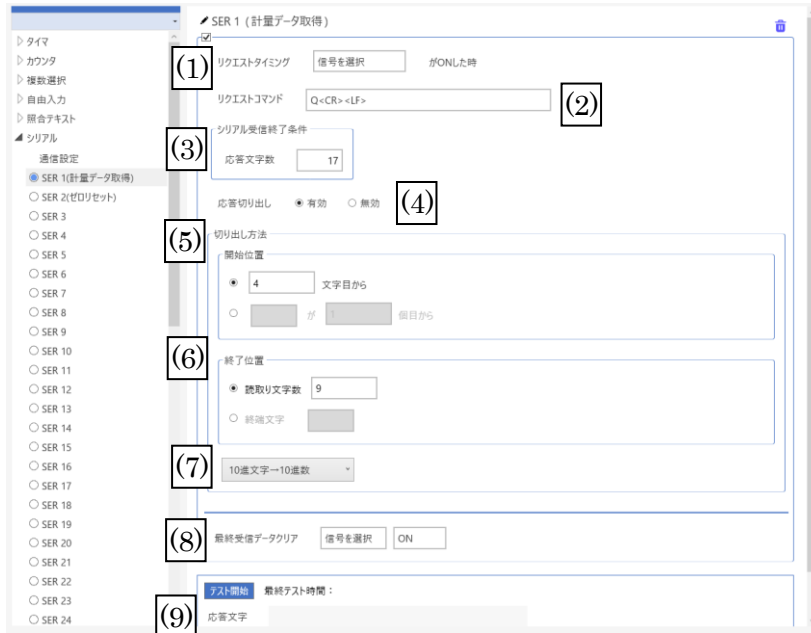 SER 1 ( 計量データ取得)
▷ タイマ
▷ カウンタ
▷ 複数選択
▷ 自由入力
▷ 照合テキスト
◢ シリアル
通信設定
SER 1(計量データ取得)
SER 2(ゼロリセット)
SER 3
SER 4
SER 5
SER 6
SER 7
SER 8
SER 9
SER 10
SER 11
SER 12
SER 13
SER 14
SER 15
SER 16
SER 17
SER 18
SER 19
SER 20
SER 21
SER 22
SER 23
SER 24
(1) リクエストタイミング 信号を選択 がONした時
リクエストコマンド Q<CR><LF> (2)
(3) シリアル受信終了条件
応答文字数 17
応答切り出し 有効 無効 (4)
(5) 切り出し方法
開始位置
4 文字目から
が 1 個目から
(6) 終了位置
読取り文字数 9
終端文字
(7) 10進文字→10進数
(8) 最終受信データクリア 信号を選択 ON
テスト開始 最終テスト時間：
(9) 応答文字